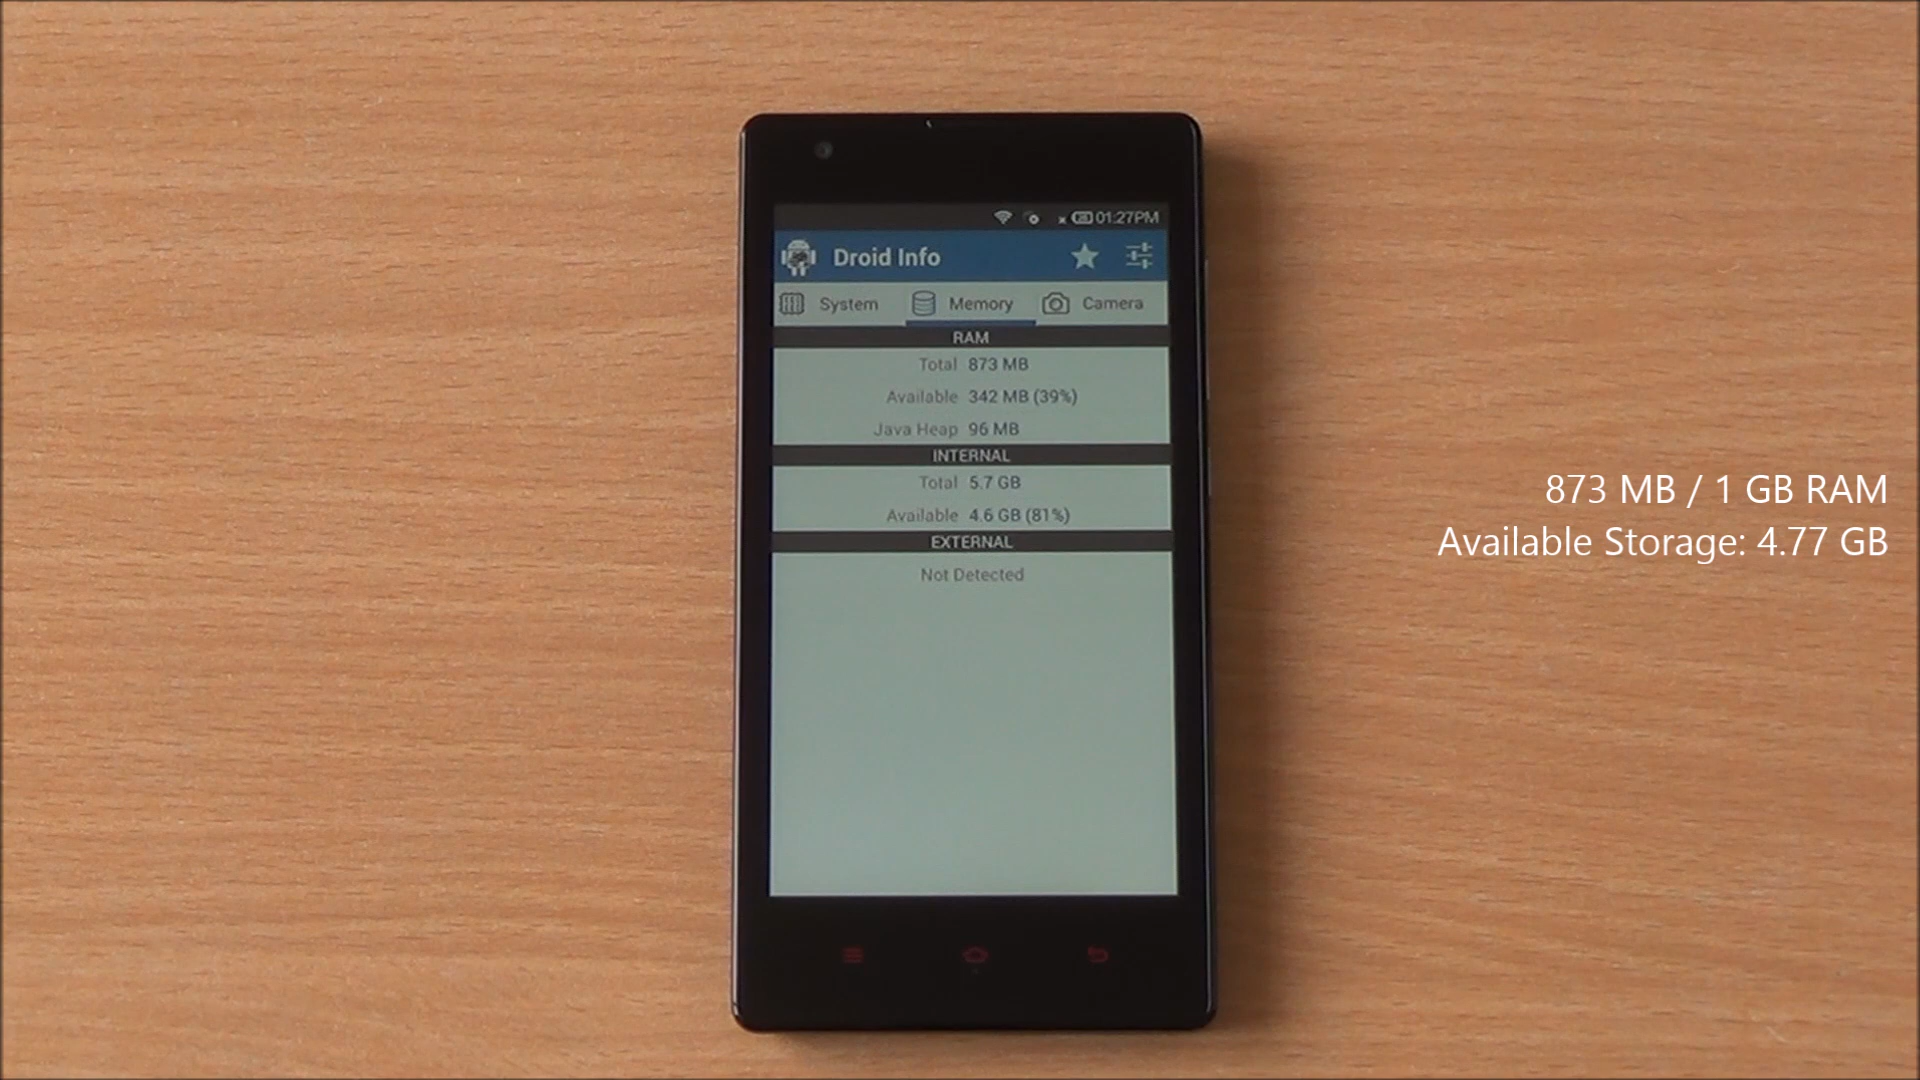 01:27PM
Droid Info
System Memory Camera
RAM
Total 873 MB
Available 342 MB (39%)
Java Heap 96 MB
INTERNAL
Total 5.7 GB
Available 4.6 GB (81%)
EXTERNAL
Not Detected
873 MB / 1 GB RAM
Available Storage: 4.77 GB